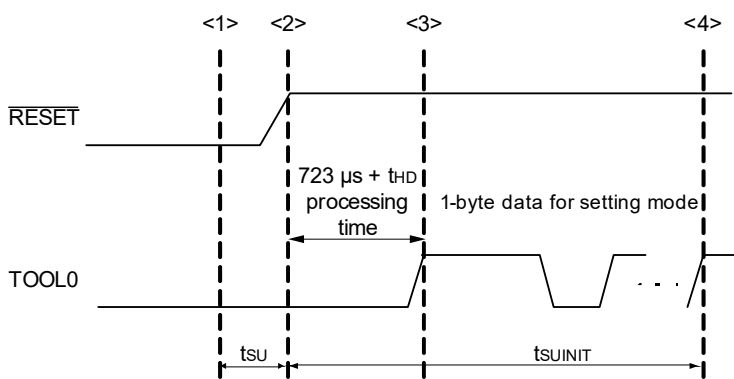 <1> <2> <3> <4>
RESET
723 µs + tHD
processing
time
1-byte data for setting mode
TOOL0
tSU
tSUINIT